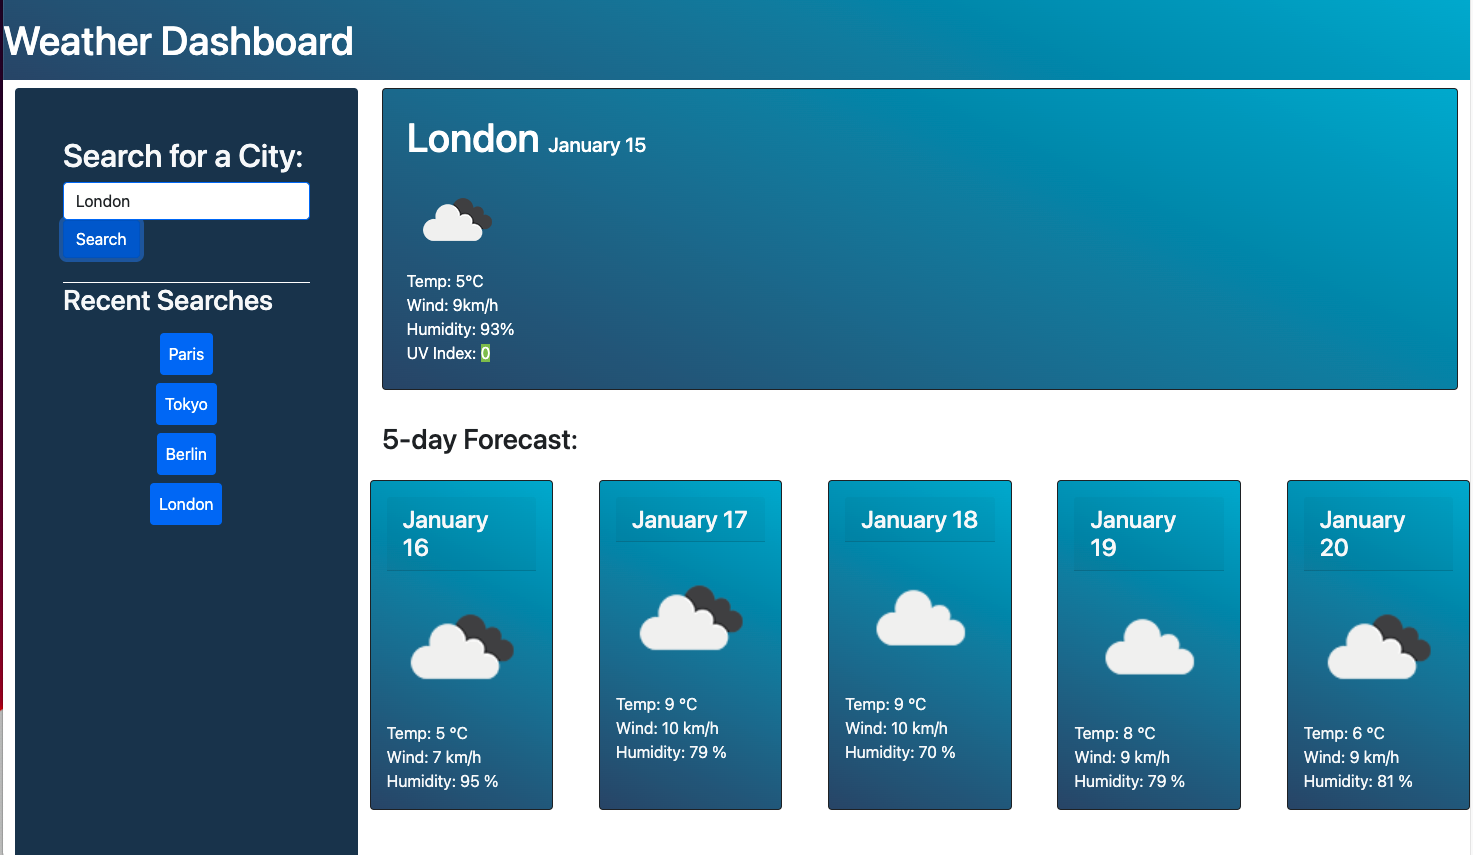 Weather Dashboard
Search for a City:
London
Search
Recent Searches
Paris
Tokyo
Berlin
London
London January 15
Temp: 5°C
Wind: 9km/h
Humidity: 93%
UV Index: 0
5-day Forecast:
January
16
Temp: 5 °C
Wind: 7 km/h
Humidity: 95 %
January 17
Temp: 9 °C
Wind: 10 km/h
Humidity: 79 %
January 18
Temp: 9 °C
Wind: 10 km/h
Humidity: 70 %
January
19
Temp: 8 °C
Wind: 9 km/h
Humidity: 79 %
January
20
Temp: 6 °C
Wind: 9 km/h
Humidity: 81 %